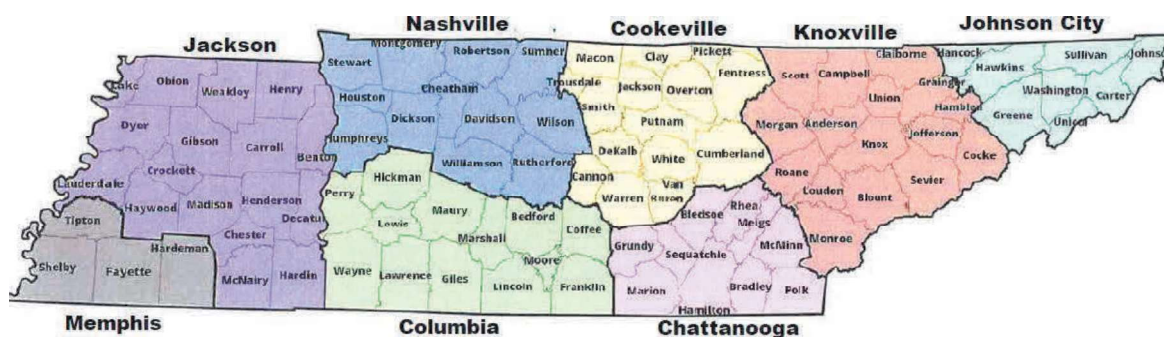 Nashville
Cookeville
Johnson City
Jackson
Knoxville
Montgomery Robertson Sumner
Stewart
Cheatham
Houston
Dickson Davidson Wilson
Humphreys
Williamson Rutherford
Macon Clay Pickett
Fentress
Trousdale
Jackson Overton
Smith
Putnam
DeKalb White Cumberland
Cannon
Van
Warren Buren
Claiborne
Scott Campbell
Grainger
Union
Hamblen
Morgan Anderson
Jefferson
Knox
Cocke
Roane
Louden Blount Sevier
Monroe
Hancock
Hawkins Sullivan Johnson
Washington
Carter
Greene Unicoi
Lake Obion Weakley Henry
Dyer
Gibson Carroll
Benton
Crockett
Lauderdale
Haywood Madison Henderson
Decatur
Chester
McNairy Hardin
Tipton
Hardeman
Shelby Fayette
Hickman
Perry
Lewis Maury
Bedford
Marshall Coffee
Moore
Wayne Lawrence Giles
Lincoln Franklin
Rhea
Bledsoe Meigs
Grundy McMinn
Sequatchie
Marion Bradley Polk
Hamilton
Memphis
Columbia
Chattanooga